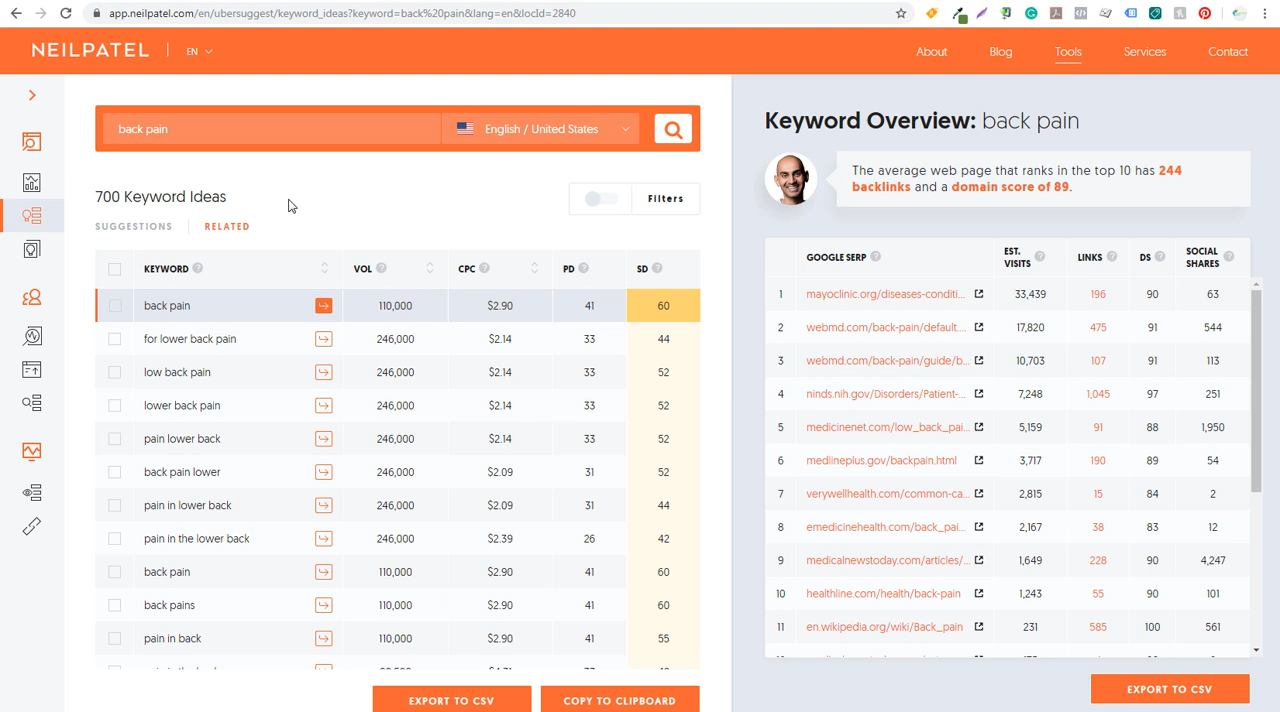 app.neilpatel.com/en/ubersuggest/keyword_ideas?keyword=back%20pain&lang=en&locId=2840
NEILPATEL EN About Blog Tools Services Contact
back pain English / United States
700 Keyword Ideas Filters
SUGGESTIONS RELATED
KEYWORD VOL CPC PD SD
back pain 110,000 $2.90 41 60
for lower back pain 246,000 $2.14 33 44
low back pain 246,000 $2.14 33 52
lower back pain 246,000 $2.14 33 52
pain lower back 246,000 $2.14 33 52
back pain lower 246,000 $2.09 31 52
pain in lower back 246,000 $2.09 31 44
pain in the lower back 246,000 $2.39 26 42
back pain 110,000 $2.90 41 60
back pains 110,000 $2.90 41 60
pain in back 110,000 $2.90 41 55
EXPORT TO CSV COPY TO CLIPBOARD
Keyword Overview: back pain
The average web page that ranks in the top 10 has 244
backlinks and a domain score of 89.
GOOGLE SERP EST. VISITS LINKS DS SOCIAL SHARES
1 mayoclinic.org/diseases-conditi... 33,439 196 90 63
2 webmd.com/back-pain/default.... 17,820 475 91 544
3 webmd.com/back-pain/guide/b... 10,703 107 91 113
4 ninds.nih.gov/Disorders/Patient-... 7,248 1,045 97 251
5 medicinenet.com/low_back_pai... 5,159 91 88 1,950
6 medlineplus.gov/backpain.html 3,717 190 89 54
7 verywellhealth.com/common-ca... 2,815 15 84 2
8 emedicinehealth.com/back_pai... 2,167 38 83 12
9 medicalnewstoday.com/articles/... 1,649 228 90 4,247
10 healthline.com/health/back-pain 1,243 55 90 101
11 en.wikipedia.org/wiki/Back_pain 231 585 100 561
EXPORT TO CSV